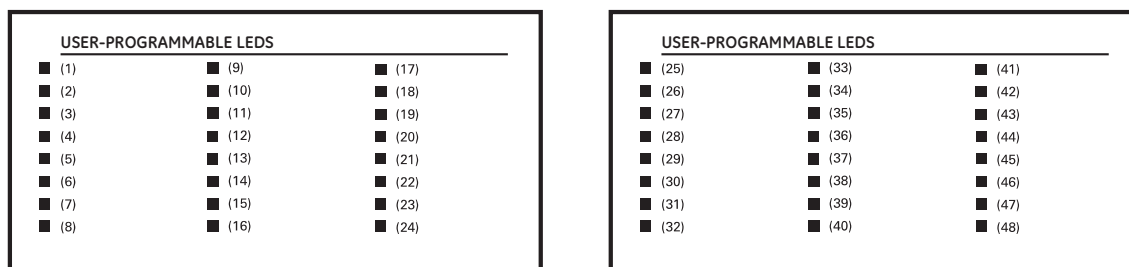 USER-PROGRAMMABLE LEDS
(1) (9) (17)
(2) (10) (18)
(3) (11) (19)
(4) (12) (20)
(5) (13) (21)
(6) (14) (22)
(7) (15) (23)
(8) (16) (24)
USER-PROGRAMMABLE LEDS
(25) (33) (41)
(26) (34) (42)
(27) (35) (43)
(28) (36) (44)
(29) (37) (45)
(30) (38) (46)
(31) (39) (47)
(32) (40) (48)